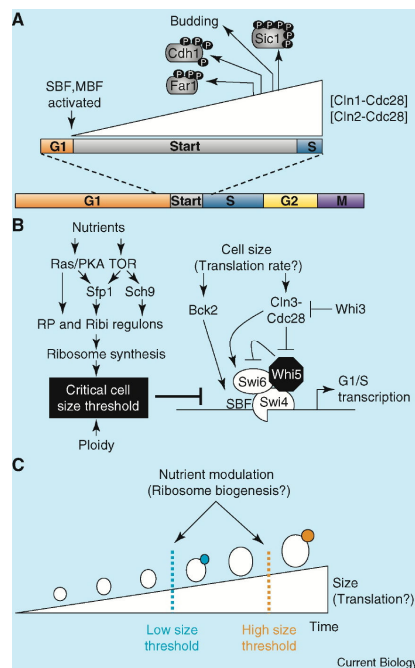 A
Budding
P P P P P P P
Sic1
P P P P
Cdh1
P P P
Far1
SBF,MBF
activated
[Cln1-Cdc28]
[Cln2-Cdc28]
G1 Start S
G1 Start S G2 M
B
Nutrients
Ras/PKA TOR
Sfp1 Sch9
RP and Ribi regulons
Ribosome synthesis
Critical cell
size threshold
Ploidy
Cell size
(Translation rate?)
Bck2
Cln3-
Cdc28
Whi3
Swi6
Whi5
SBF
Swi4
G1/S
transcription
C
Nutrient modulation
(Ribosome biogenesis?)
Size
(Translation?)
Low size
threshold
High size
threshold
Time
Current Biology